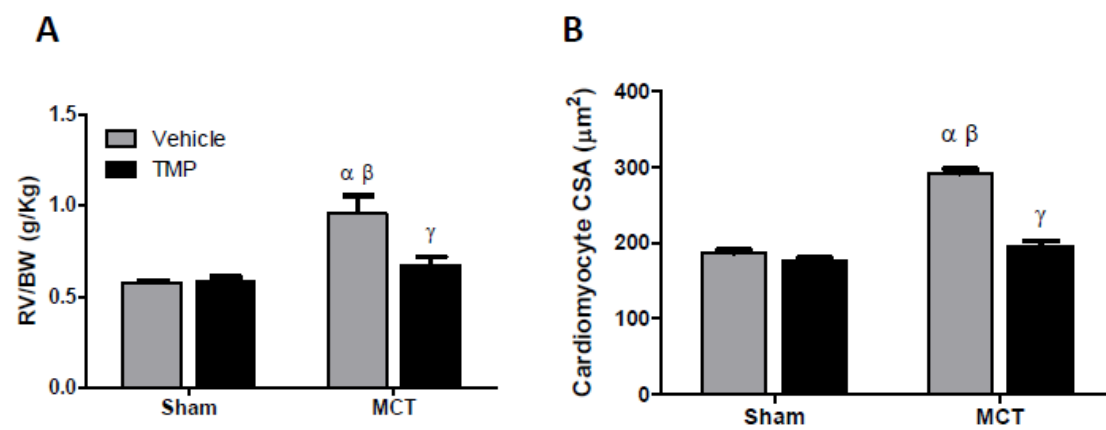 A
RV/BW (g/Kg)
1.5
1.0
0.5
0.0
Vehicle
TMP
α β
γ
Sham
MCT
B
Cardiomyocyte CSA (μm²)
400
300
200
100
0
α β
γ
Sham
MCT